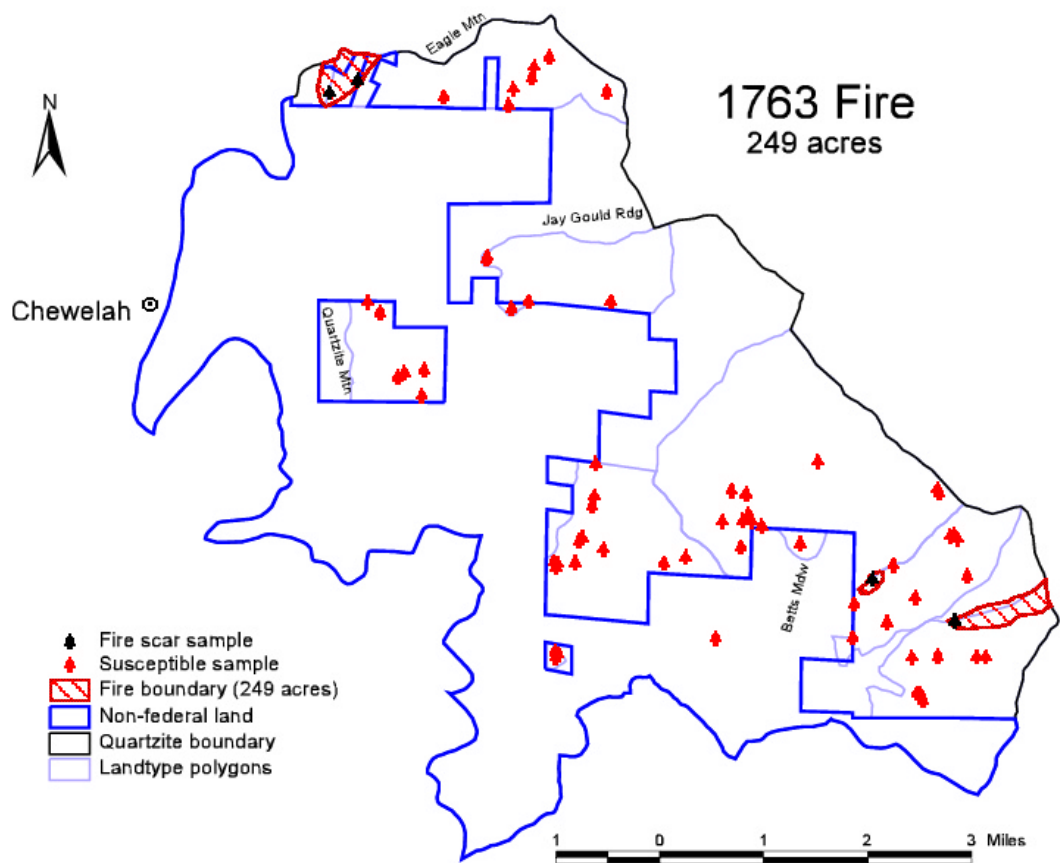 Eagle Mtn
N
1763 Fire
249 acres
Jay Gould Rdg
Chewelah
Quartzite Mtn
Betts Mdw
Fire scar sample
Susceptible sample
Fire boundary (249 acres)
Non-federal land
Quartzite boundary
Landtype polygons
1 0 1 2 3 Miles